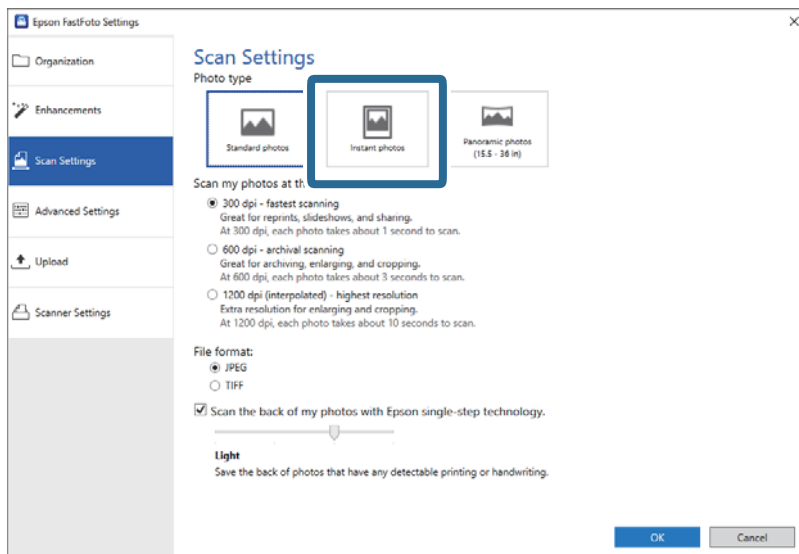 Epson FastFoto Settings
Organization
Enhancements
Scan Settings
Advanced Settings
Upload
Scanner Settings
Scan Settings
Photo type
Standard photos
Instant photos
Panoramic photos
(15.5 - 36 in)
Scan my photos at th
300 dpi - fastest scanning
Great for reprints, slideshows, and sharing.
At 300 dpi, each photo takes about 1 second to scan.
600 dpi - archival scanning
Great for archiving, enlarging, and cropping.
At 600 dpi, each photo takes about 3 seconds to scan.
1200 dpi (interpolated) - highest resolution
Extra resolution for enlarging and cropping.
At 1200 dpi, each photo takes about 10 seconds to scan.
File format:
JPEG
TIFF
Scan the back of my photos with Epson single-step technology.
Light
Save the back of photos that have any detectable printing or handwriting.
OK
Cancel